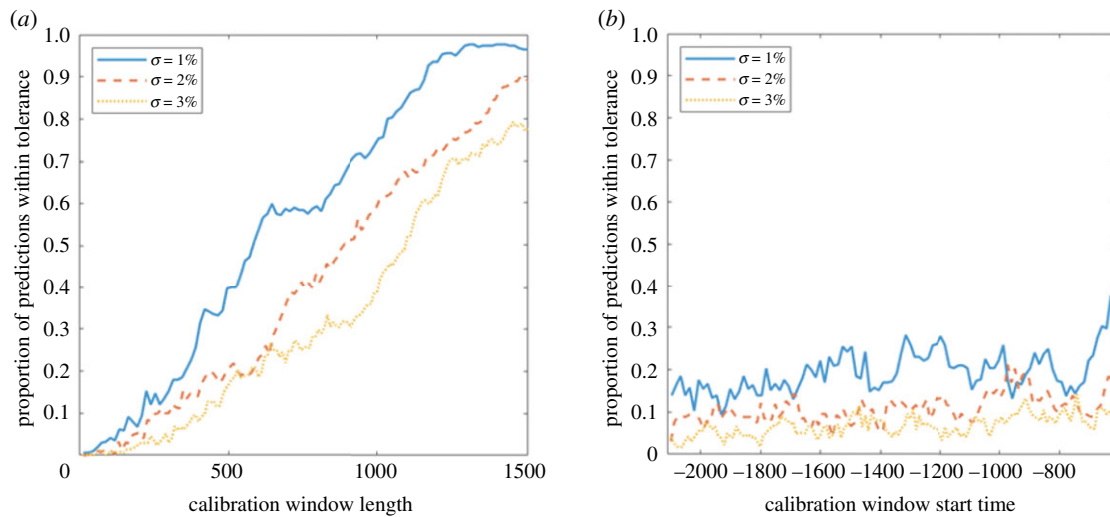 (a)
1.0
0.9
0.8
0.7
0.6
0.5
0.4
0.3
0.2
0.1
0
500
1000
1500
proportion of predictions within tolerance
calibration window length
σ = 1%
σ = 2%
σ = 3%
(b)
1.0
0.9
0.8
0.7
0.6
0.5
0.4
0.3
0.2
0.1
0
−2000
−1800
−1600
−1400
−1200
−1000
−800
proportion of predictions within tolerance
calibration window start time
σ = 1%
σ = 2%
σ = 3%